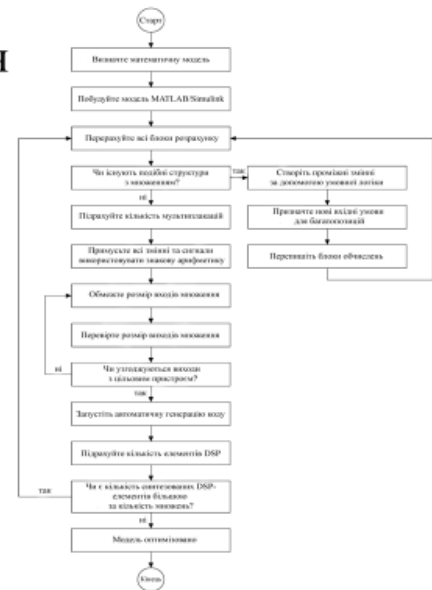 Я
Старт
Визначте математичну модель
Побудуйте модель MATLAB/Simulink
Перерахуйте всі блоки розрахунку
Чи існують подібні структури
з множенням?
так
Створіть проміжні змінні
за допомогою умовної логіки
ні
Підрахуйте кількість мультиплікацій
Призначте нові вхідні умови
для багатопозицій
Примусьте всі змінні та сигнали
використовувати знакову арифметику
Перепишіть блоки обчислень
Обмежте розмір входів множення
Перевірте розмір виходів множення
Чи узгоджуються виходи
з цільовим пристроєм?
ні
так
Запустіть автоматичну генерацію коду
Підрахуйте кількість елементів DSP
Чи є кількість синтезованих DSP-
елементів більшою
за кількість множень?
так
ні
Модель оптимізовано
Кінець